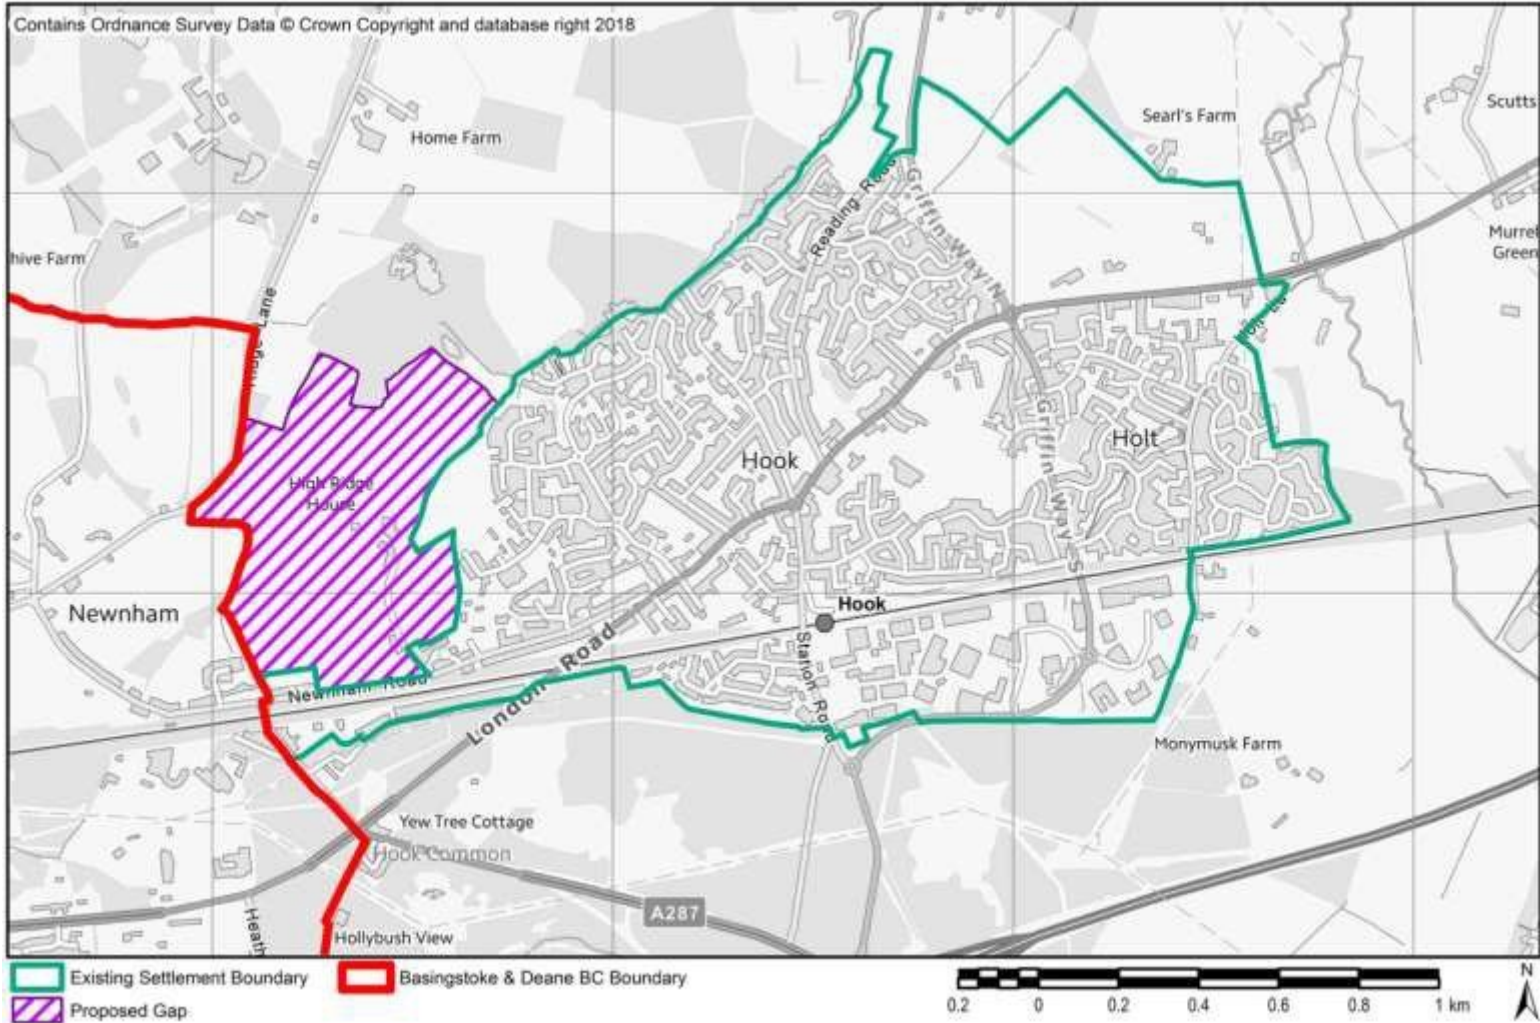 Contains Ordnance Survey Data © Crown Copyright and database right 2018
Scutts
Searl's Farm
Home Farm
Reading Road
Griffin Way N
Murrel
Green
hive Farm
Lane
Holt
Griffin Way S
Hook
High Ridge
House
Hook
Newnham
London Road
Station Road
Newnham Road
Monymusk Farm
Yew Tree Cottage
Hook Common
A287
Heath
Hollybush View
Existing Settlement Boundary
Basingstoke & Deane BC Boundary
Proposed Gap
0.2 0 0.2 0.4 0.6 0.8 1 km
N